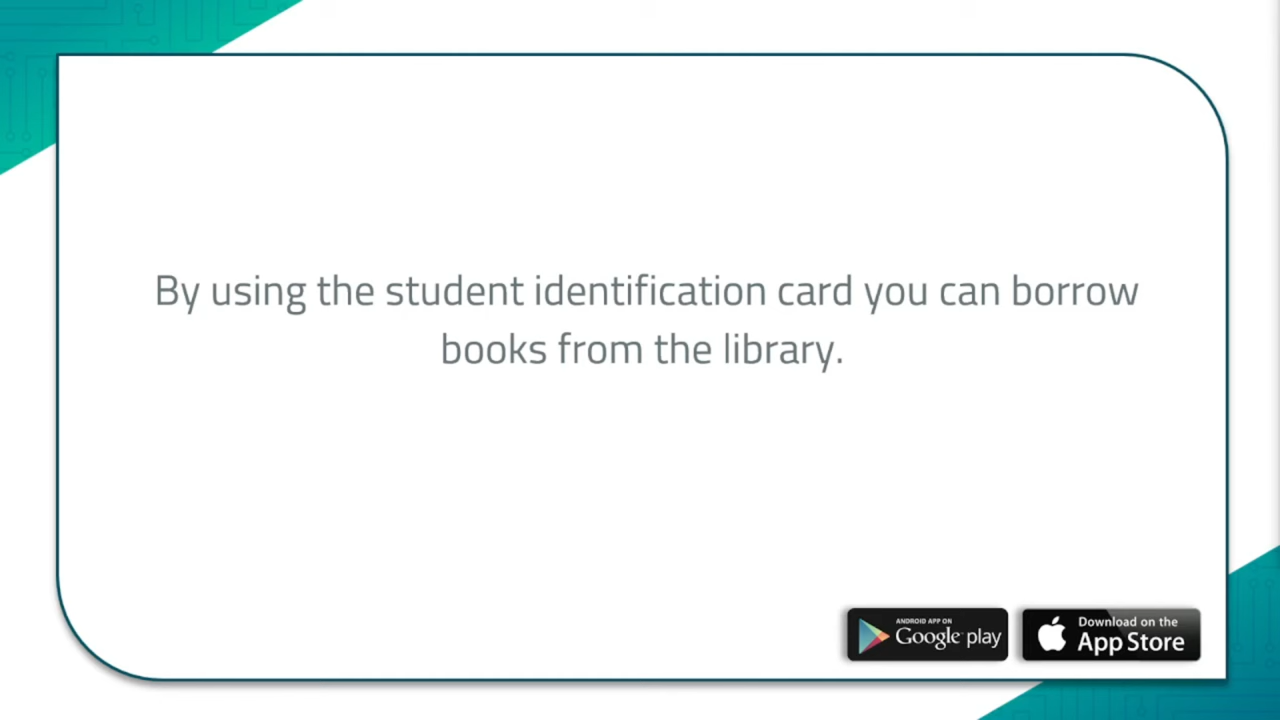 By using the student identification card you can borrow
books from the library.
ANDROID APP ON
Google play
Download on the
App Store